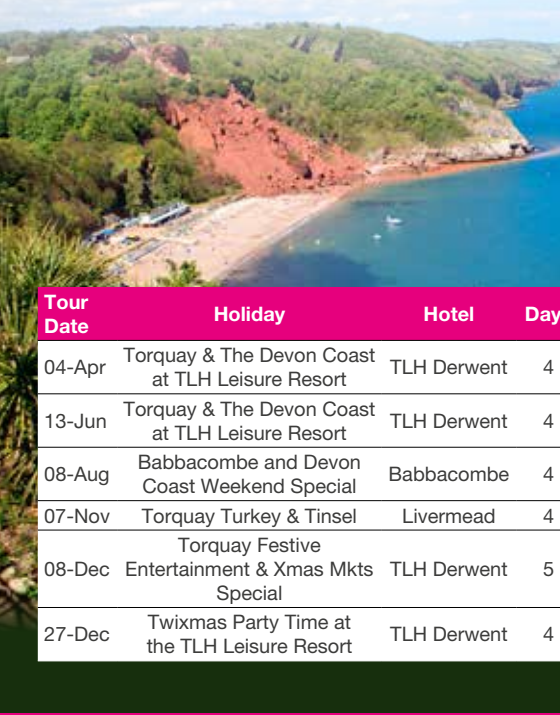 Tour
Date
Holiday
Hotel
Day
04-Apr
Torquay & The Devon Coast
at TLH Leisure Resort
TLH Derwent
4
13-Jun
Torquay & The Devon Coast
at TLH Leisure Resort
TLH Derwent
4
08-Aug
Babbacombe and Devon
Coast Weekend Special
Babbacombe
4
07-Nov
Torquay Turkey & Tinsel
Livermead
4
08-Dec
Torquay Festive
Entertainment & Xmas Mkts
Special
TLH Derwent
5
27-Dec
Twixmas Party Time at
the TLH Leisure Resort
TLH Derwent
4